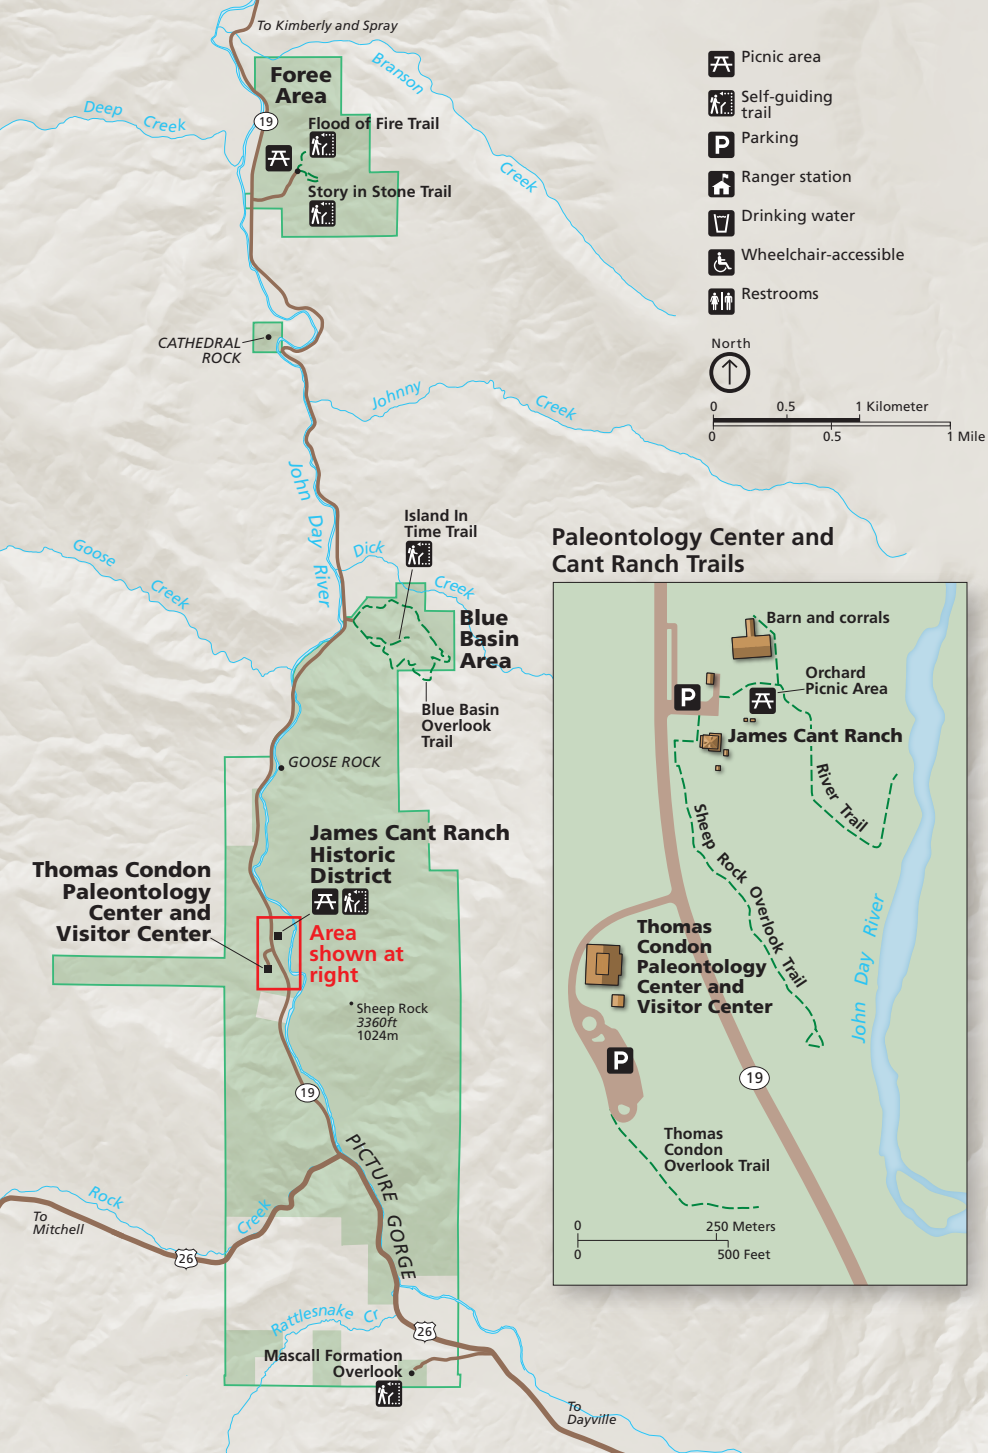 To Kimberly and Spray
Foree
Area
Branson
Creek
Deep Creek
19
Flood of Fire Trail
Story in Stone Trail
Picnic area
Self-guiding
trail
P
Parking
Ranger station
Drinking water
Wheelchair-accessible
Restrooms
North
0 0.5 1 Kilometer
0 0.5 1 Mile
CATHEDRAL
ROCK
Johnny Creek
John Day River
Island In
Time Trail
Dick Creek
Goose Creek
Blue
Basin
Area
Blue Basin
Overlook
Trail
GOOSE ROCK
James Cant Ranch
Historic
District
Thomas Condon
Paleontology
Center and
Visitor Center
Area
shown at
right
Sheep Rock
3360ft
1024m
19
PICTURE GORGE
Rock Creek
To
Mitchell
26
Rattlesnake Cr
26
Mascall Formation
Overlook
To
Dayville
Paleontology Center and
Cant Ranch Trails
Barn and corrals
Orchard
Picnic Area
P
James Cant Ranch
River Trail
Sheep Rock Overlook Trail
John Day River
Thomas
Condon
Paleontology
Center and
Visitor Center
P
19
Thomas
Condon
Overlook Trail
0 250 Meters
0 500 Feet